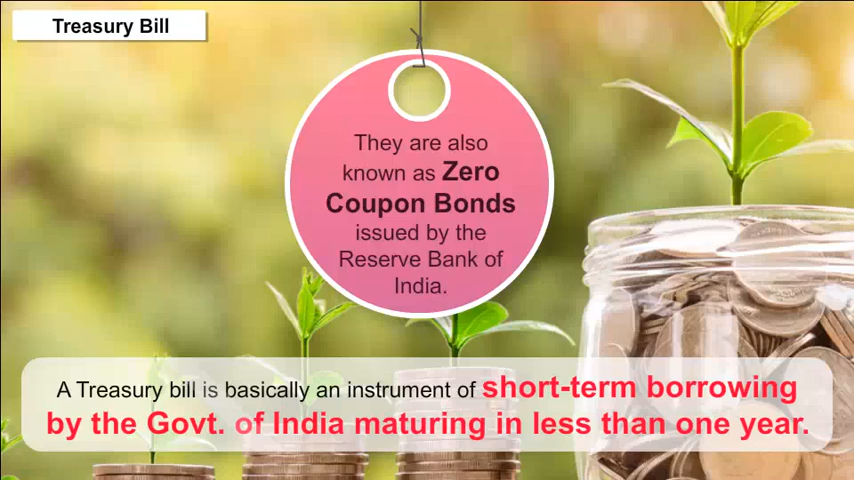 Treasury Bill
They are also
known as Zero
Coupon Bonds
issued by the
Reserve Bank of
India.
A Treasury bill is basically an instrument of short-term borrowing
by the Govt. of India maturing in less than one year.